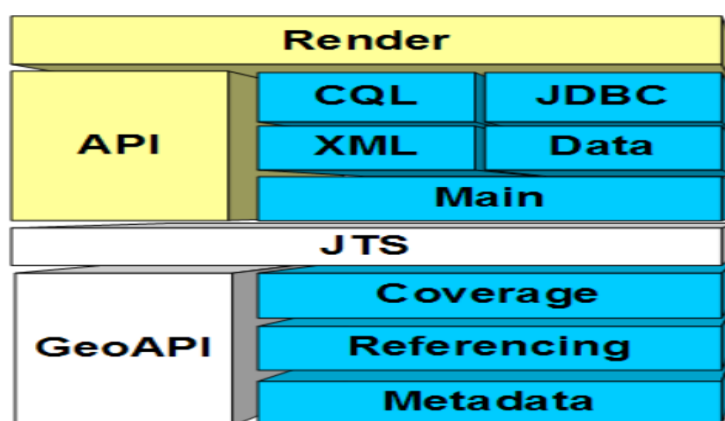 Render
API
CQL
JDBC
XML
Data
Main
JTS
GeoAPI
Coverage
Referencing
Metadata